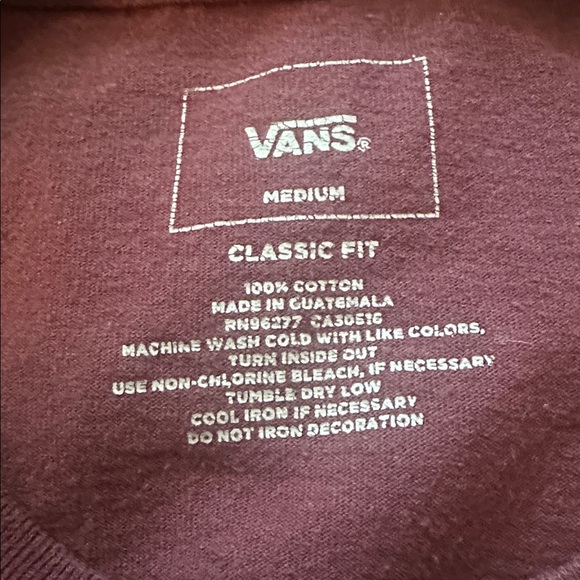 VANS®
MEDIUM
CLASSIC FIT
100% COTTON
MADE IN GUATEMALA
RN96277 CA30516
MACHINE WASH COLD WITH LIKE COLORS,
TURN INSIDE OUT
USE NON-CHLORINE BLEACH, IF NECESSARY
TUMBLE DRY LOW
COOL IRON IF NECESSARY
DO NOT IRON DECORATION